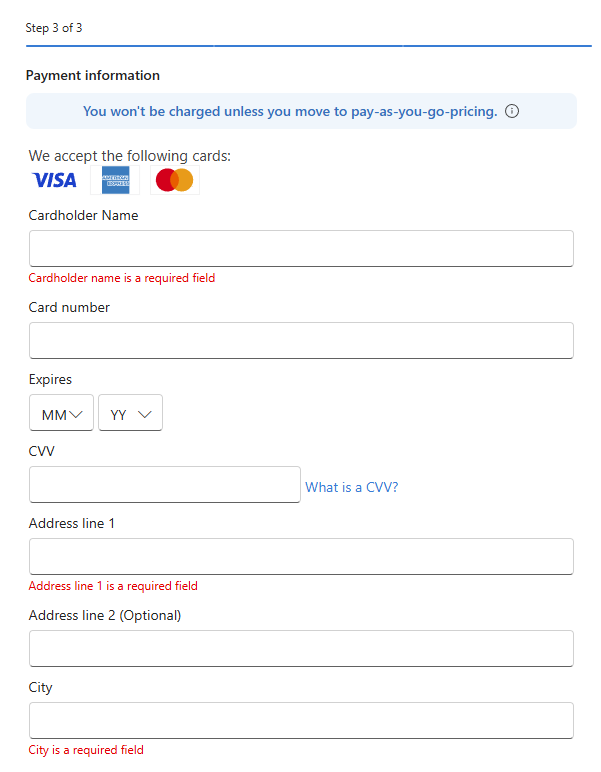 Step 3 of 3
Payment information
You won't be charged unless you move to pay-as-you-go-pricing.
We accept the following cards:
VISA AMERICAN EXPRESS
Cardholder Name
Cardholder name is a required field
Card number
Expires
MM YY
CVV
What is a CVV?
Address line 1
Address line 1 is a required field
Address line 2 (Optional)
City
City is a required field